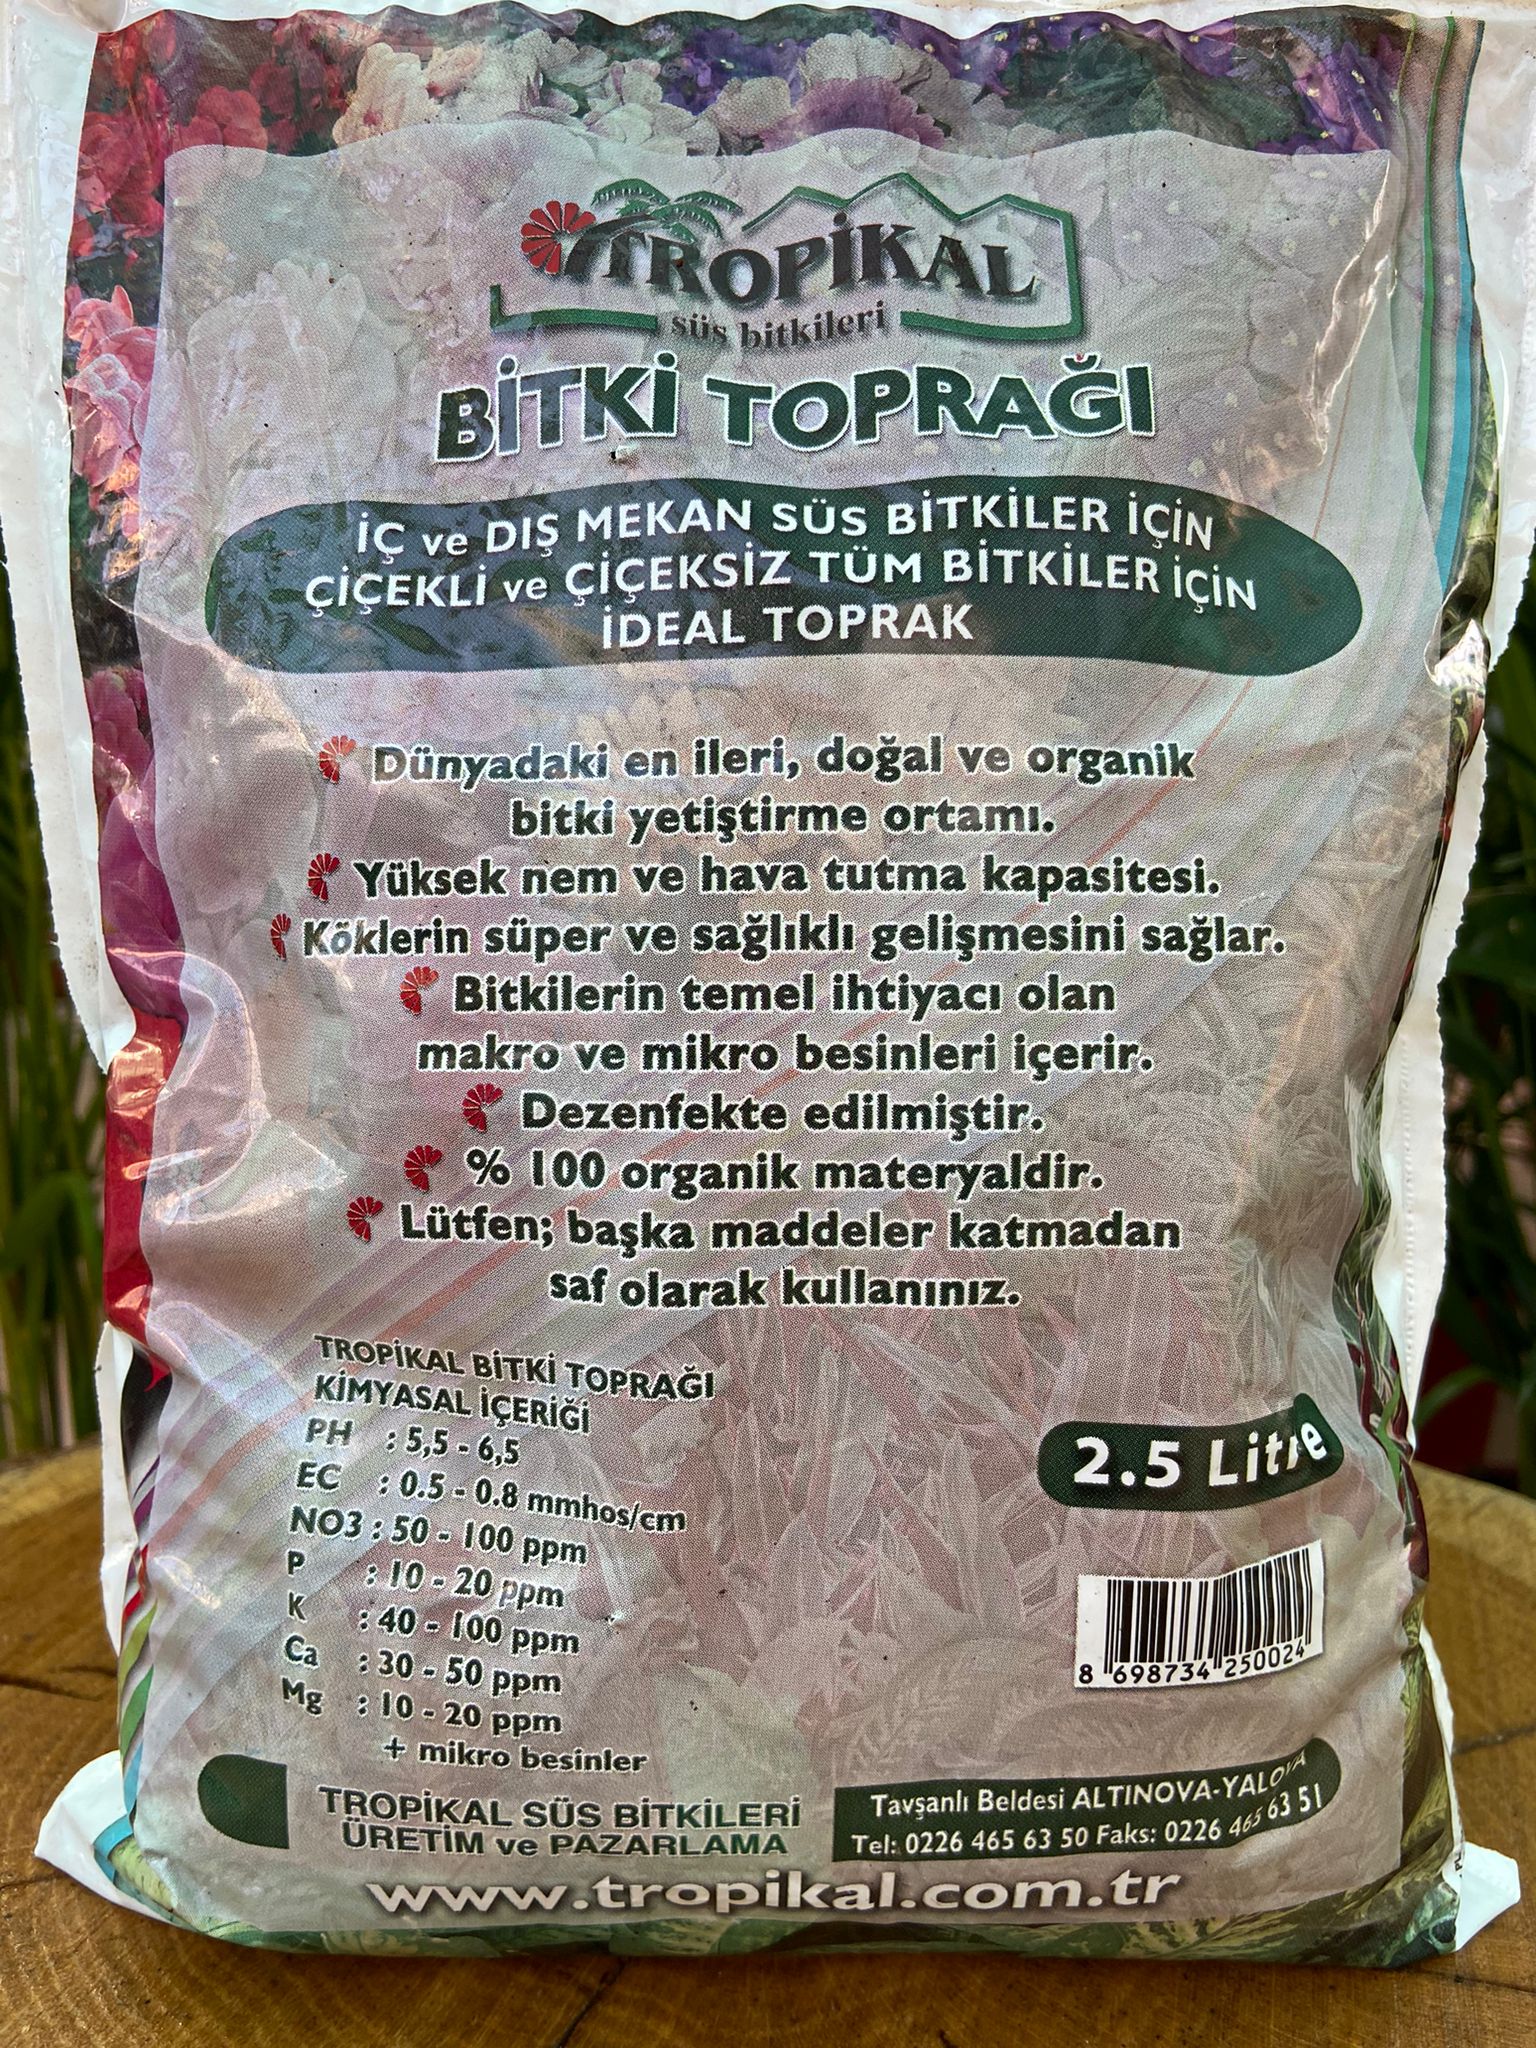 TROPİKAL
süs bitkileri
BİTKİ TOPRAĞI
İÇ ve DIŞ MEKAN SÜS BİTKİLER İÇİN
ÇİÇEKLİ ve ÇİÇEKSİZ TÜM BİTKİLER İÇİN
İDEAL TOPRAK
Dünyadaki en ileri, doğal ve organik
bitki yetiştirme ortamı.
Yüksek nem ve hava tutma kapasitesi.
Köklerin süper ve sağlıklı gelişmesini sağlar.
Bitkilerin temel ihtiyacı olan
makro ve mikro besinleri içerir.
Dezenfekte edilmiştir.
% 100 organik materyaldir.
Lütfen; başka maddeler katmadan
saf olarak kullanınız.
TROPİKAL BİTKİ TOPRAĞI
KİMYASAL İÇERİĞİ
PH : 5,5 - 6,5
EC : 0.5 - 0.8 mmhos/cm
NO3 : 50 - 100 ppm
P : 10 - 20 ppm
K : 40 - 100 ppm
Ca : 30 - 50 ppm
Mg : 10 - 20 ppm
+ mikro besinler
2.5 Litre
8 698734 250024
TROPİKAL SÜS BİTKİLERİ
ÜRETİM ve PAZARLAMA
Tavşanlı Beldesi ALTINOVA-YALOVA
Tel: 0226 465 63 50 Faks: 0226 465 63 51
www.tropikal.com.tr